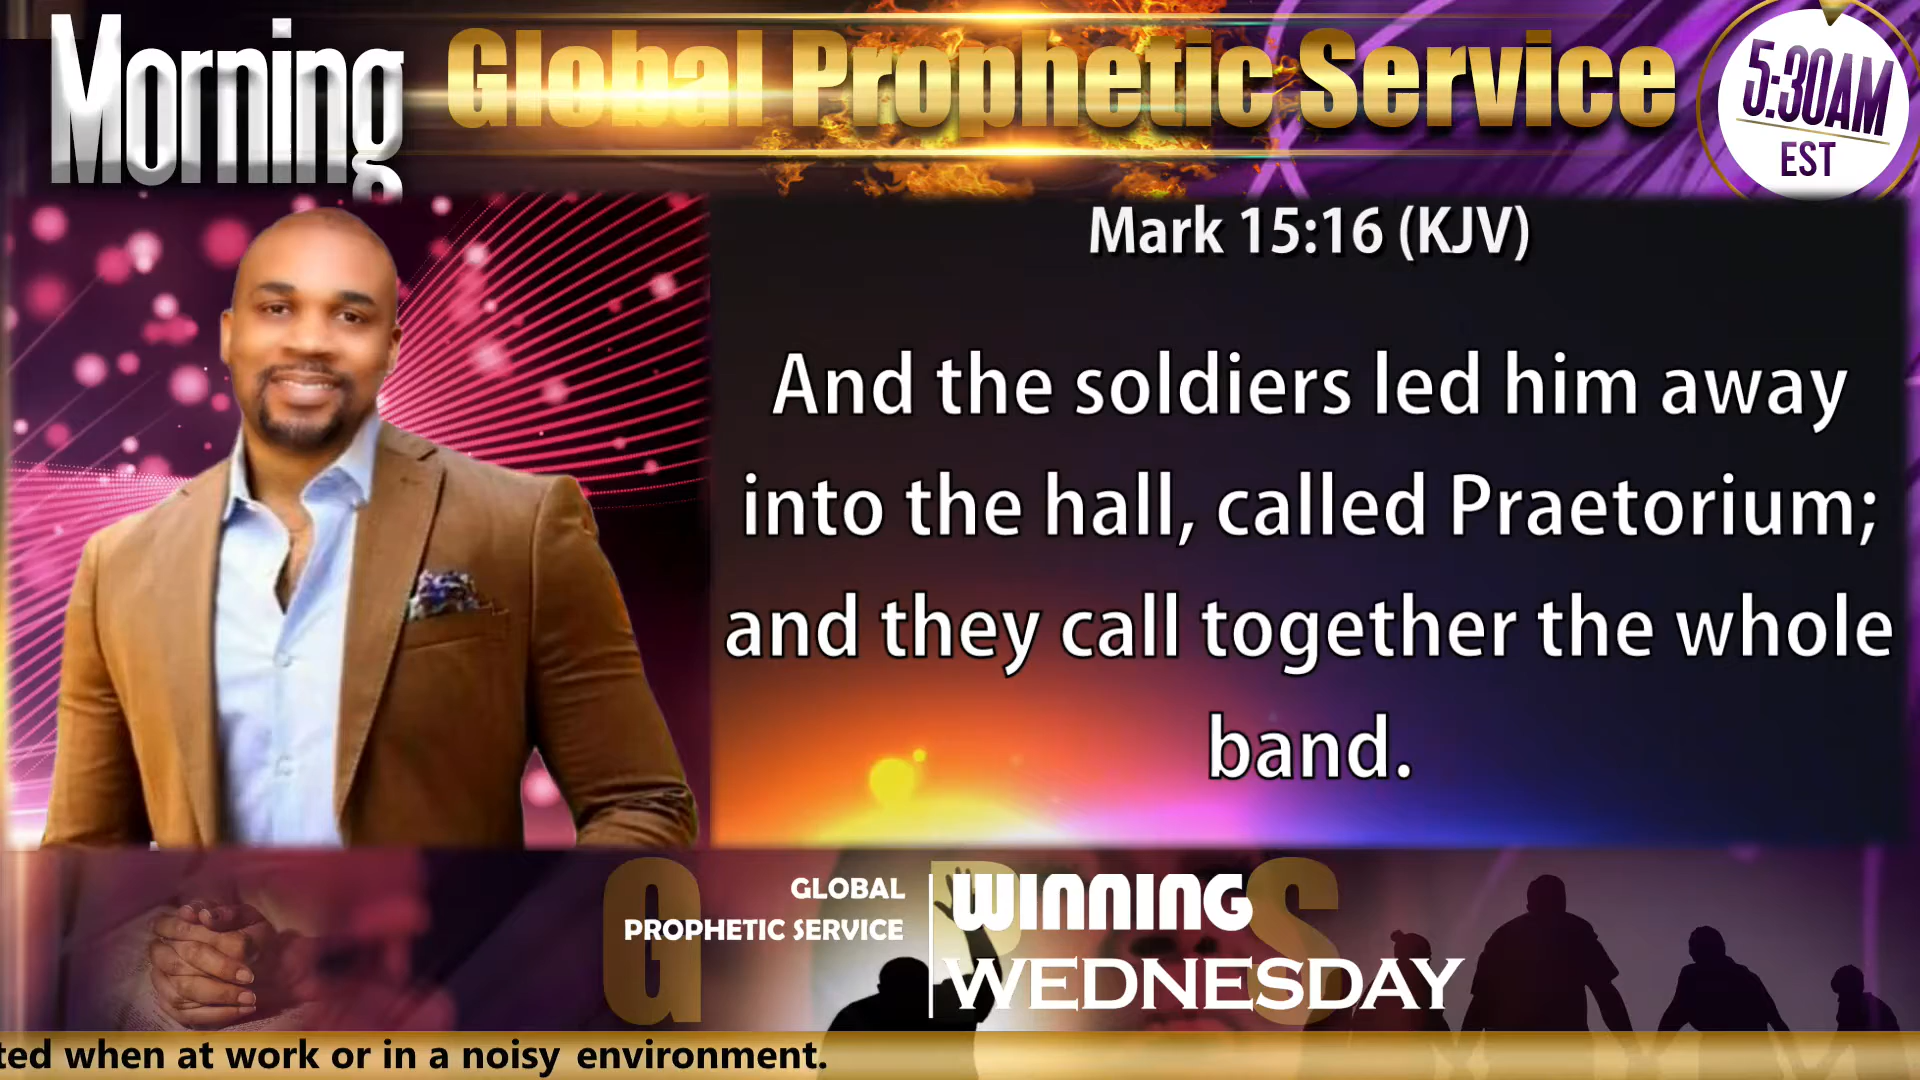 Morning
Global Prophetic Service
5:30AM
EST
Mark 15:16 (KJV)
And the soldiers led him away
into the hall, called Praetorium;
and they call together the whole
band.
GPS
GLOBAL
PROPHETIC SERVICE
WINNING
WEDNESDAY
ted when at work or in a noisy environment.